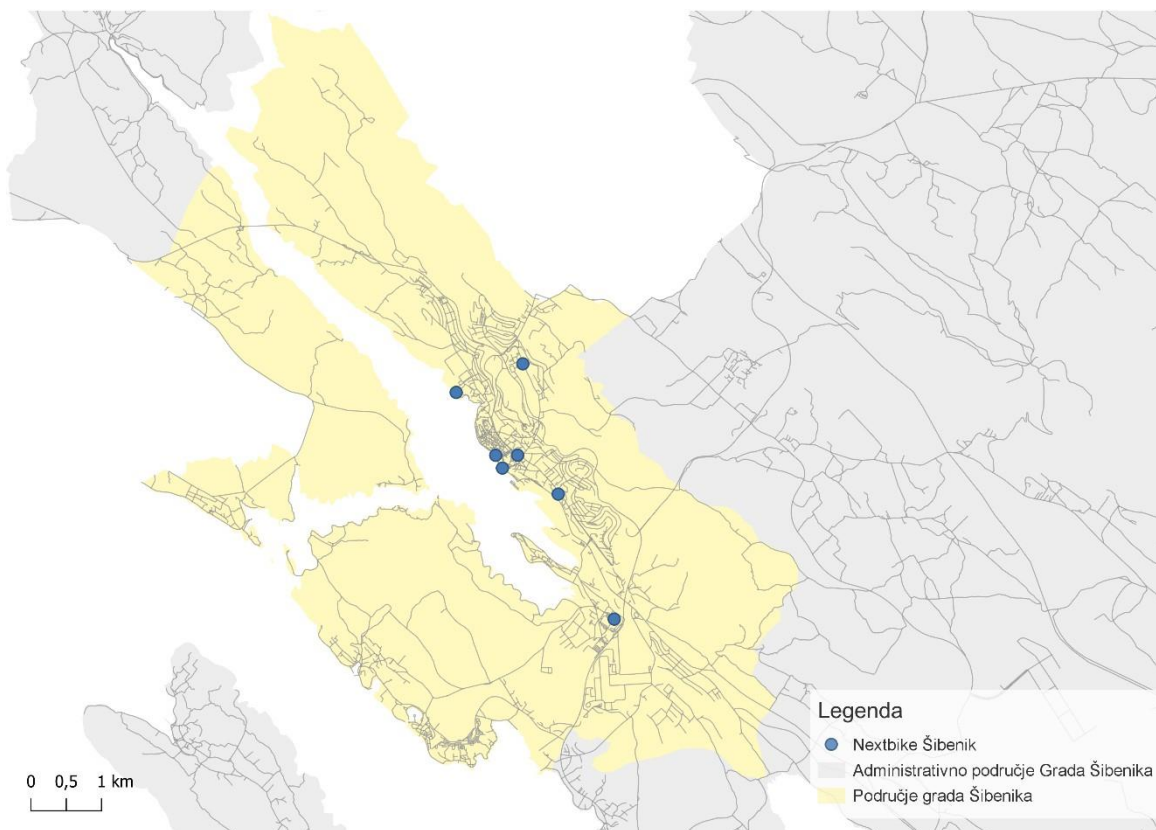 Legenda
Nextbike Šibenik
Administrativno područje Grada Šibenika
Područje grada Šibenika
0 0,5 1 km